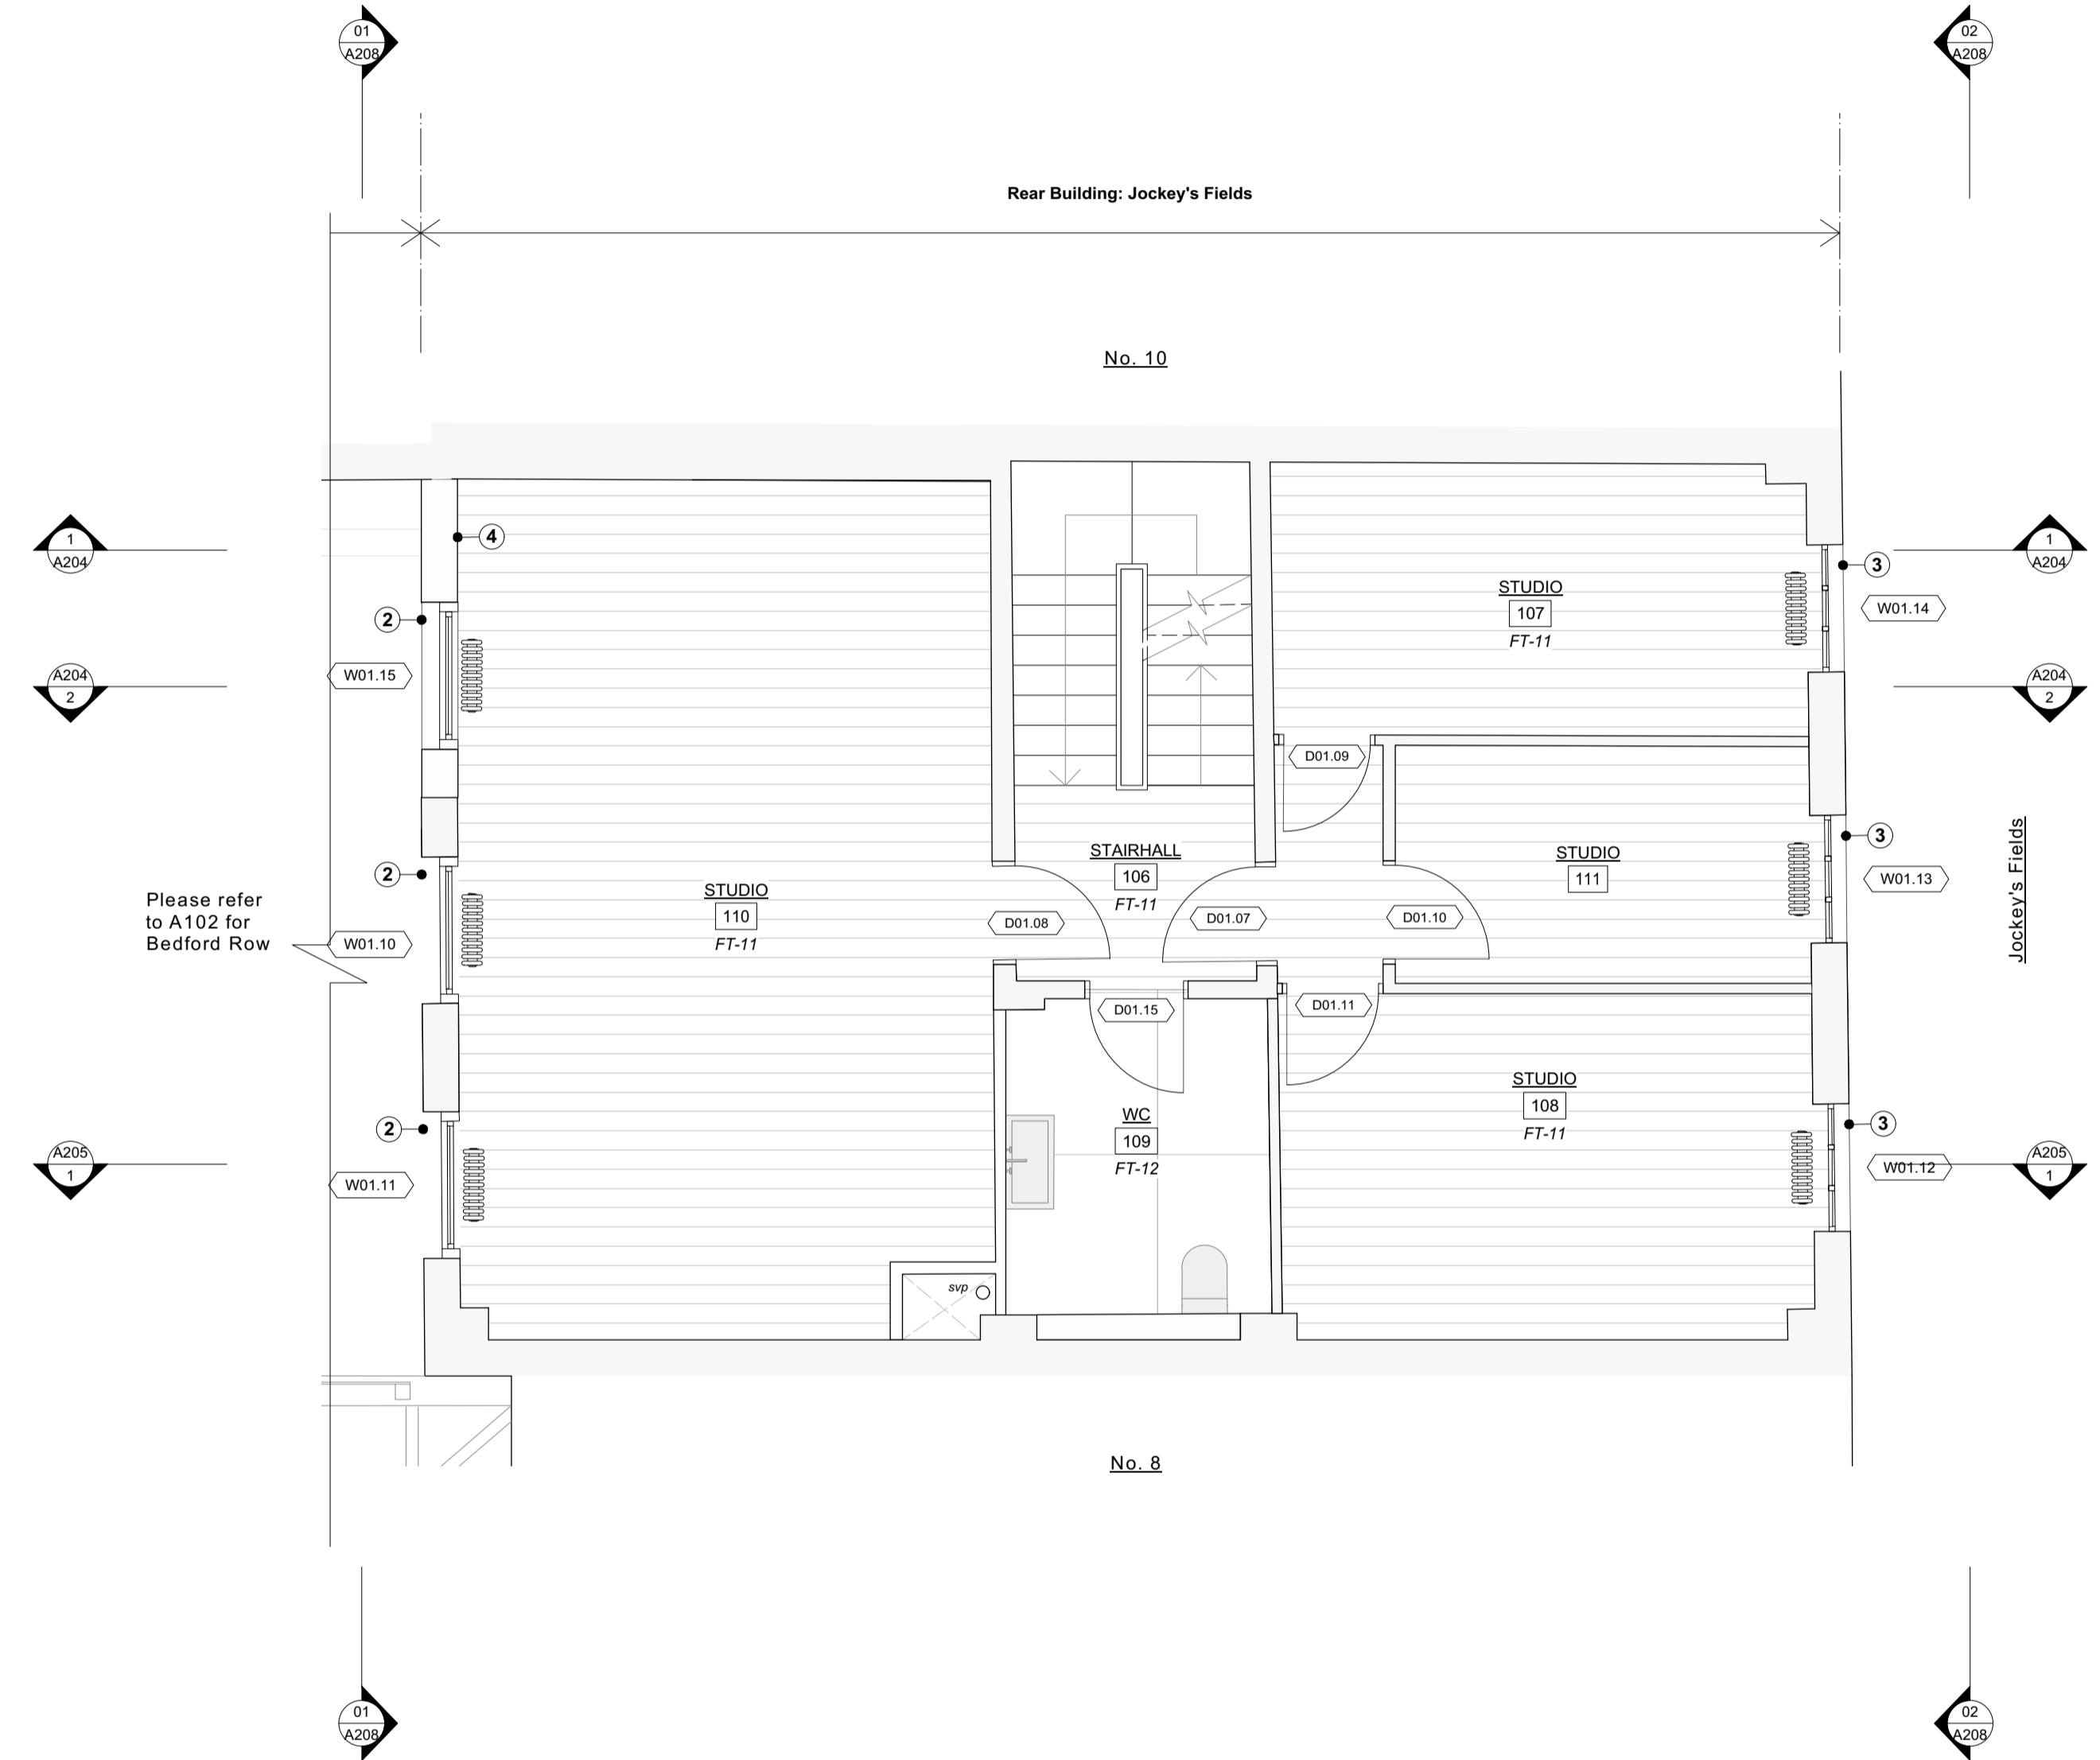 01
A208
02
A208
Rear Building: Jockey's Fields
No. 10
1
A204
4
3
1
A204
STUDIO
107
FT-11
W01.14
2
W01.15
A204
2
A204
2
D01.09
STAIRHALL
106
FT-11
STUDIO
111
3
W01.13
Jockey's Fields
2
STUDIO
110
FT-11
Please refer
to A102 for
Bedford Row
W01.10
D01.08
D01.07
D01.10
D01.15
D01.11
STUDIO
108
FT-11
WC
109
FT-12
2
3
A205
1
W01.11
W01.12
A205
1
svp
No. 8
01
A208
02
A208